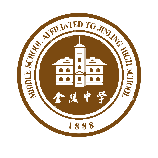 MIDDLE SCHOOL AFFILIATED TO JINLING HIGH SCHOOL
金陵中学
1888